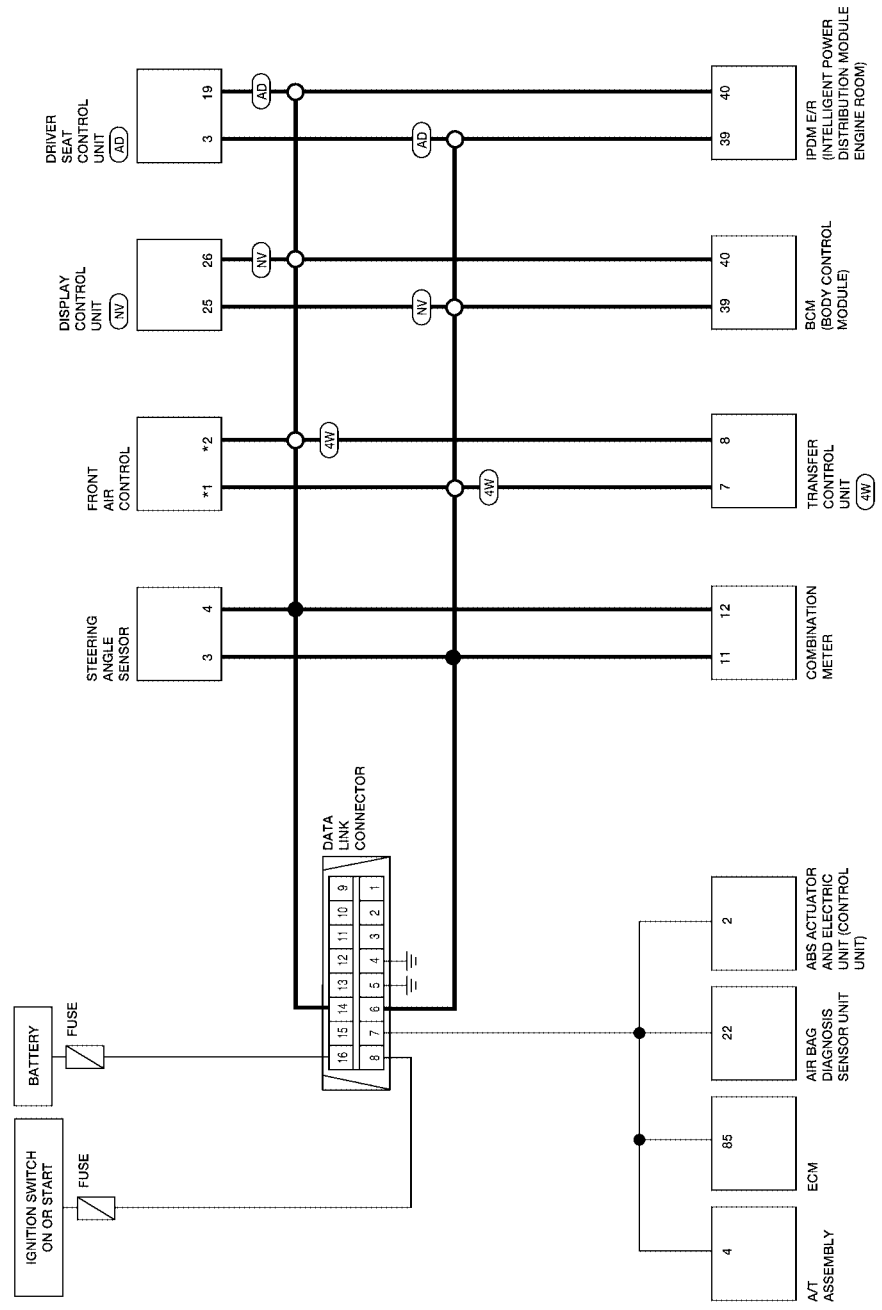 IGNITION SWITCH
ON OR START
FUSE
BATTERY
FUSE
STEERING
ANGLE
SENSOR
3 4
FRONT
AIR
CONTROL
*1 *2
DISPLAY
CONTROL
UNIT
NV
25 26
NV
NV
DRIVER
SEAT
CONTROL
UNIT
AD
3 19
AD
AD
DATA
LINK
CONNECTOR
16 15 14 13 12 11 10 9
8 7 6 5 4 3 2 1
4W
4W
4
A/T
ASSEMBLY
85
ECM
22
AIR BAG
DIAGNOSIS
SENSOR UNIT
2
ABS ACTUATOR
AND ELECTRIC
UNIT (CONTROL
UNIT)
11 12
COMBINATION
METER
7 8
TRANSFER
CONTROL
UNIT
4W
39 40
BCM
(BODY CONTROL
MODULE)
39 40
IPDM E/R
(INTELLIGENT POWER
DISTRIBUTION MODULE
ENGINE ROOM)